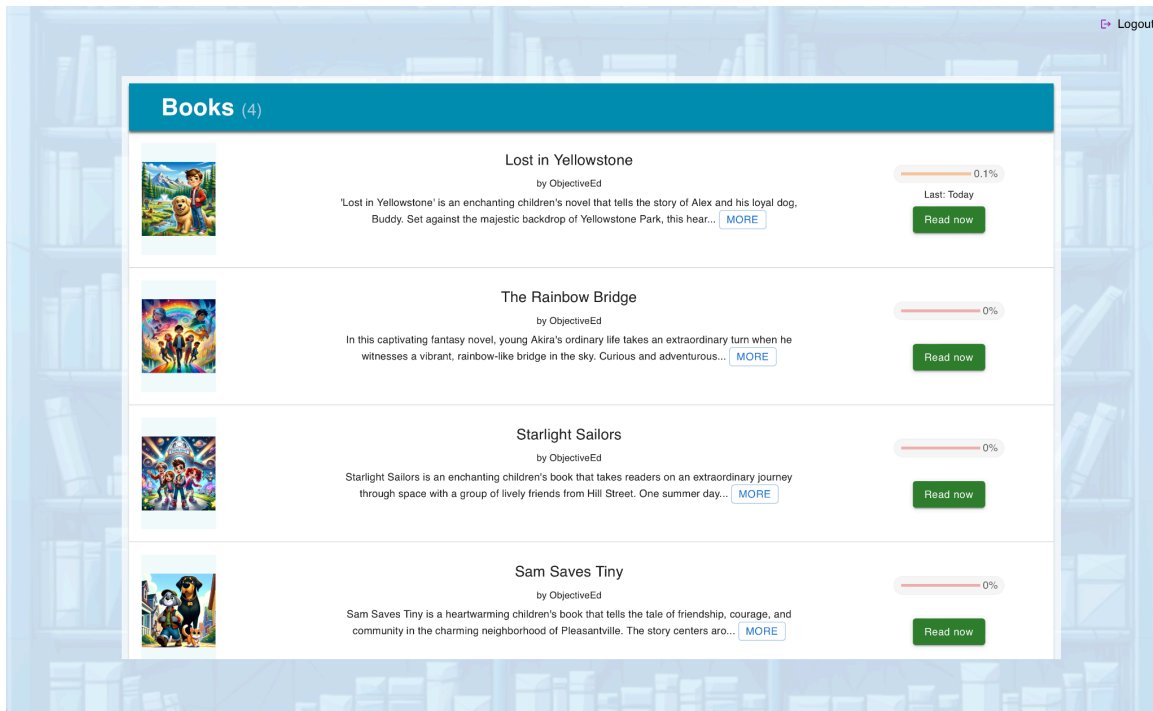 Logout
Books (4)
Lost in Yellowstone
by ObjectiveEd
'Lost in Yellowstone' is an enchanting children's novel that tells the story of Alex and his loyal dog,
Buddy. Set against the majestic backdrop of Yellowstone Park, this hear... MORE
0.1%
Last: Today
Read now
The Rainbow Bridge
by ObjectiveEd
In this captivating fantasy novel, young Akira's ordinary life takes an extraordinary turn when he
witnesses a vibrant, rainbow-like bridge in the sky. Curious and adventurous... MORE
0%
Read now
Starlight Sailors
by ObjectiveEd
Starlight Sailors is an enchanting children's book that takes readers on an extraordinary journey
through space with a group of lively friends from Hill Street. One summer day... MORE
0%
Read now
Sam Saves Tiny
by ObjectiveEd
Sam Saves Tiny is a heartwarming children's book that tells the tale of friendship, courage, and
community in the charming neighborhood of Pleasantville. The story centers aro... MORE
0%
Read now